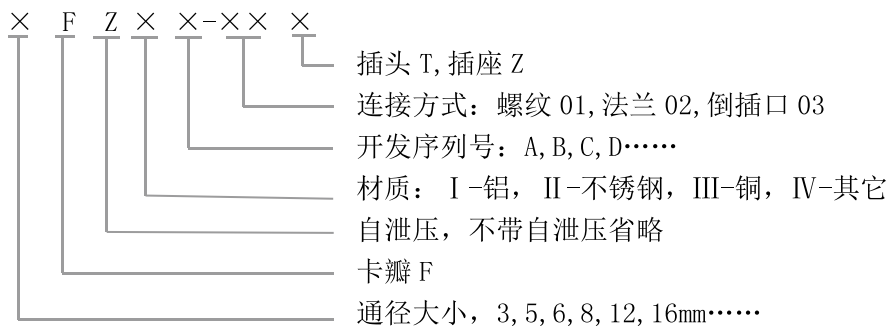 × F Z × ×-×× ×
插头 T,插座 Z
连接方式：螺纹 01,法兰 02,倒插口 03
开发序列号：A,B,C,D……
材质：Ⅰ-铝，Ⅱ-不锈钢，Ⅲ-铜，Ⅳ-其它
自泄压，不带自泄压省略
卡瓣 F
通径大小，3,5,6,8,12,16mm……